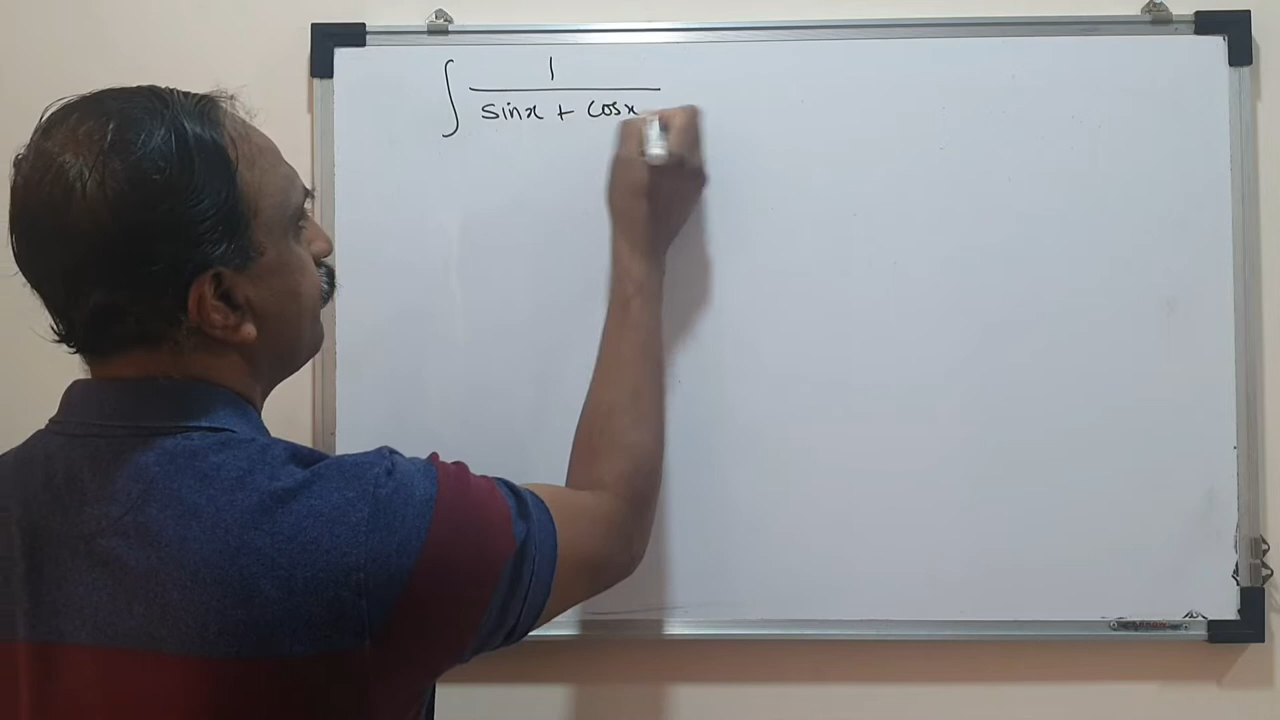 ∫ 1 / (sinx + cosx